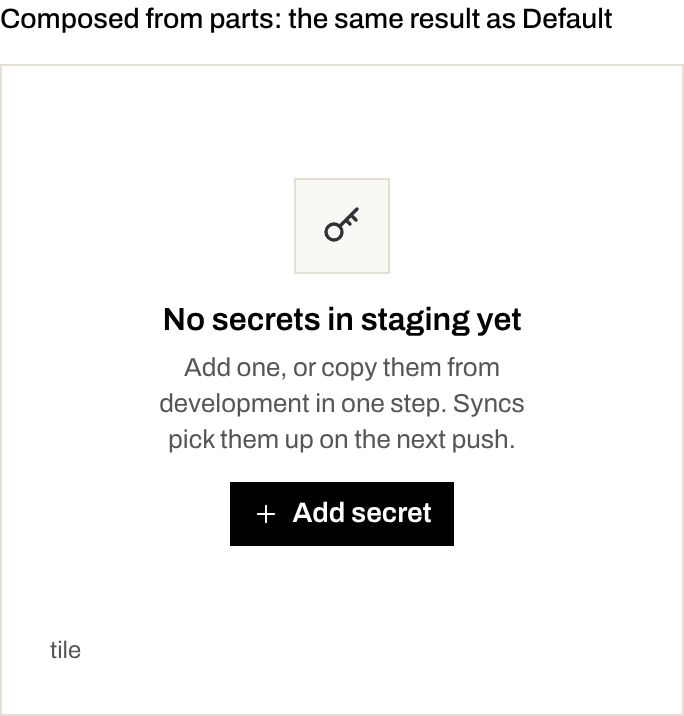 Composed from parts: the same result as Default
No secrets in staging yet
Add one, or copy them from
development in one step. Syncs
pick them up on the next push.
Add secret
tile